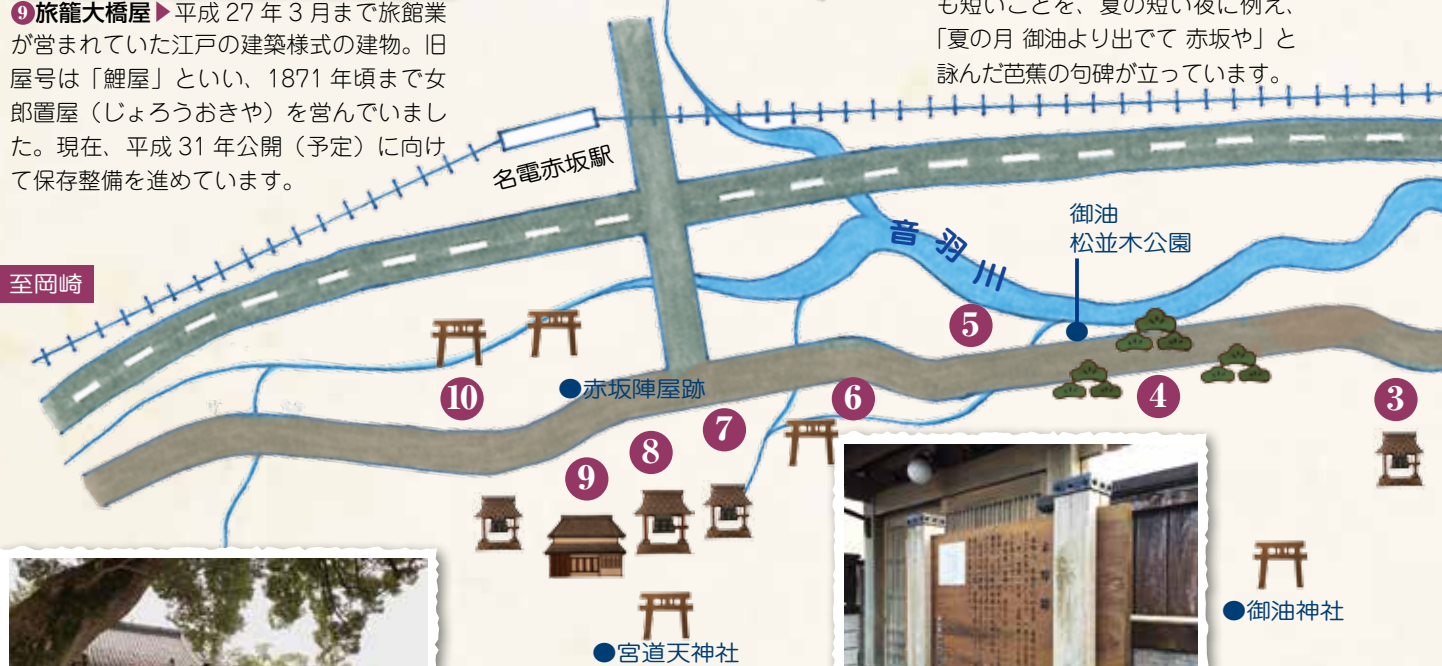 ❾旅籠大橋屋▶平成27年3月まで旅館業
が営まれていた江戸の建築様式の建物。旧
屋号は「鯉屋」といい、1871年頃まで女
郎置屋（じょろうおきや）を営んでいまし
た。現在、平成31年公開（予定）に向け
て保存整備を進めています。
も短いことを、夏の短い夜に例え、
「夏の月 御油より出でて 赤坂や」と
詠んだ芭蕉の句碑が立っています。
名電赤坂駅
至岡崎
音羽川
御油
松並木公園
5
10
●赤坂陣屋跡
6
4
3
7
8
9
●御油神社
●宮道天神社